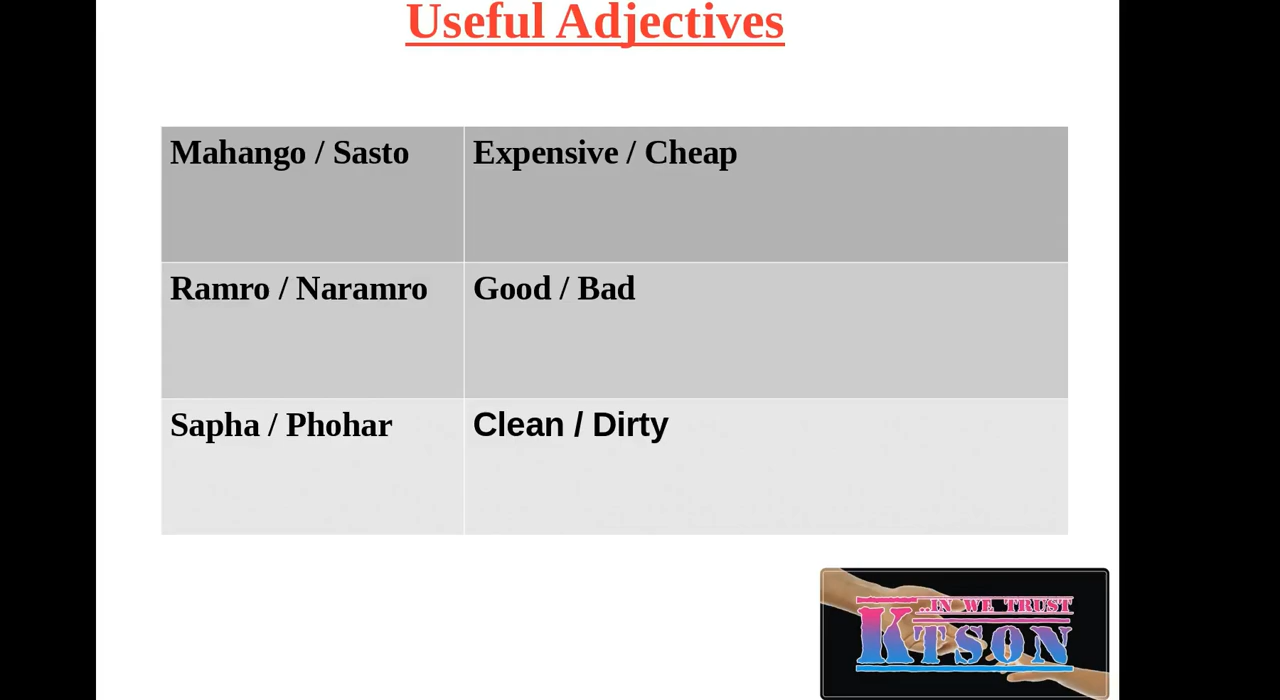 Useful Adjectives
Mahango / Sasto
Expensive / Cheap
Ramro / Naramro
Good / Bad
Sapha / Phohar
Clean / Dirty
..IN WE TRUST
KTSON